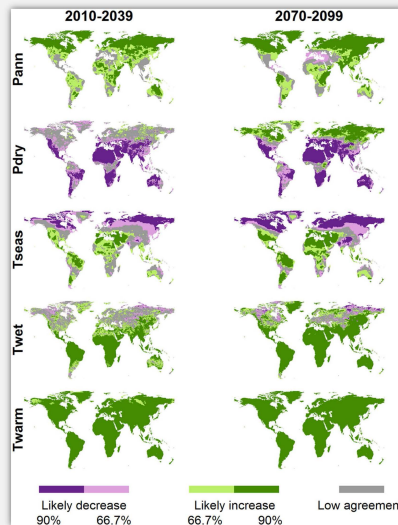 2010-2039 2070-2099
Pann
Pdry
Tseas
Twet
Twarm
Likely decrease Likely increase Low agreemen
90% 66.7% 66.7% 90%